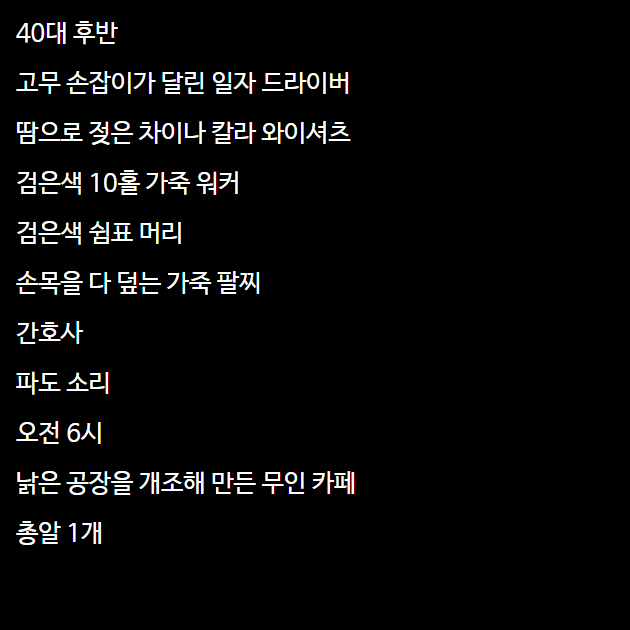 40대 후반
고무 손잡이가 달린 일자 드라이버
땀으로 젖은 차이나 칼라 와이셔츠
검은색 10홀 가죽 워커
검은색 쉼표 머리
손목을 다 덮는 가죽 팔찌
간호사
파도 소리
오전 6시
낡은 공장을 개조해 만든 무인 카페
총알 1개